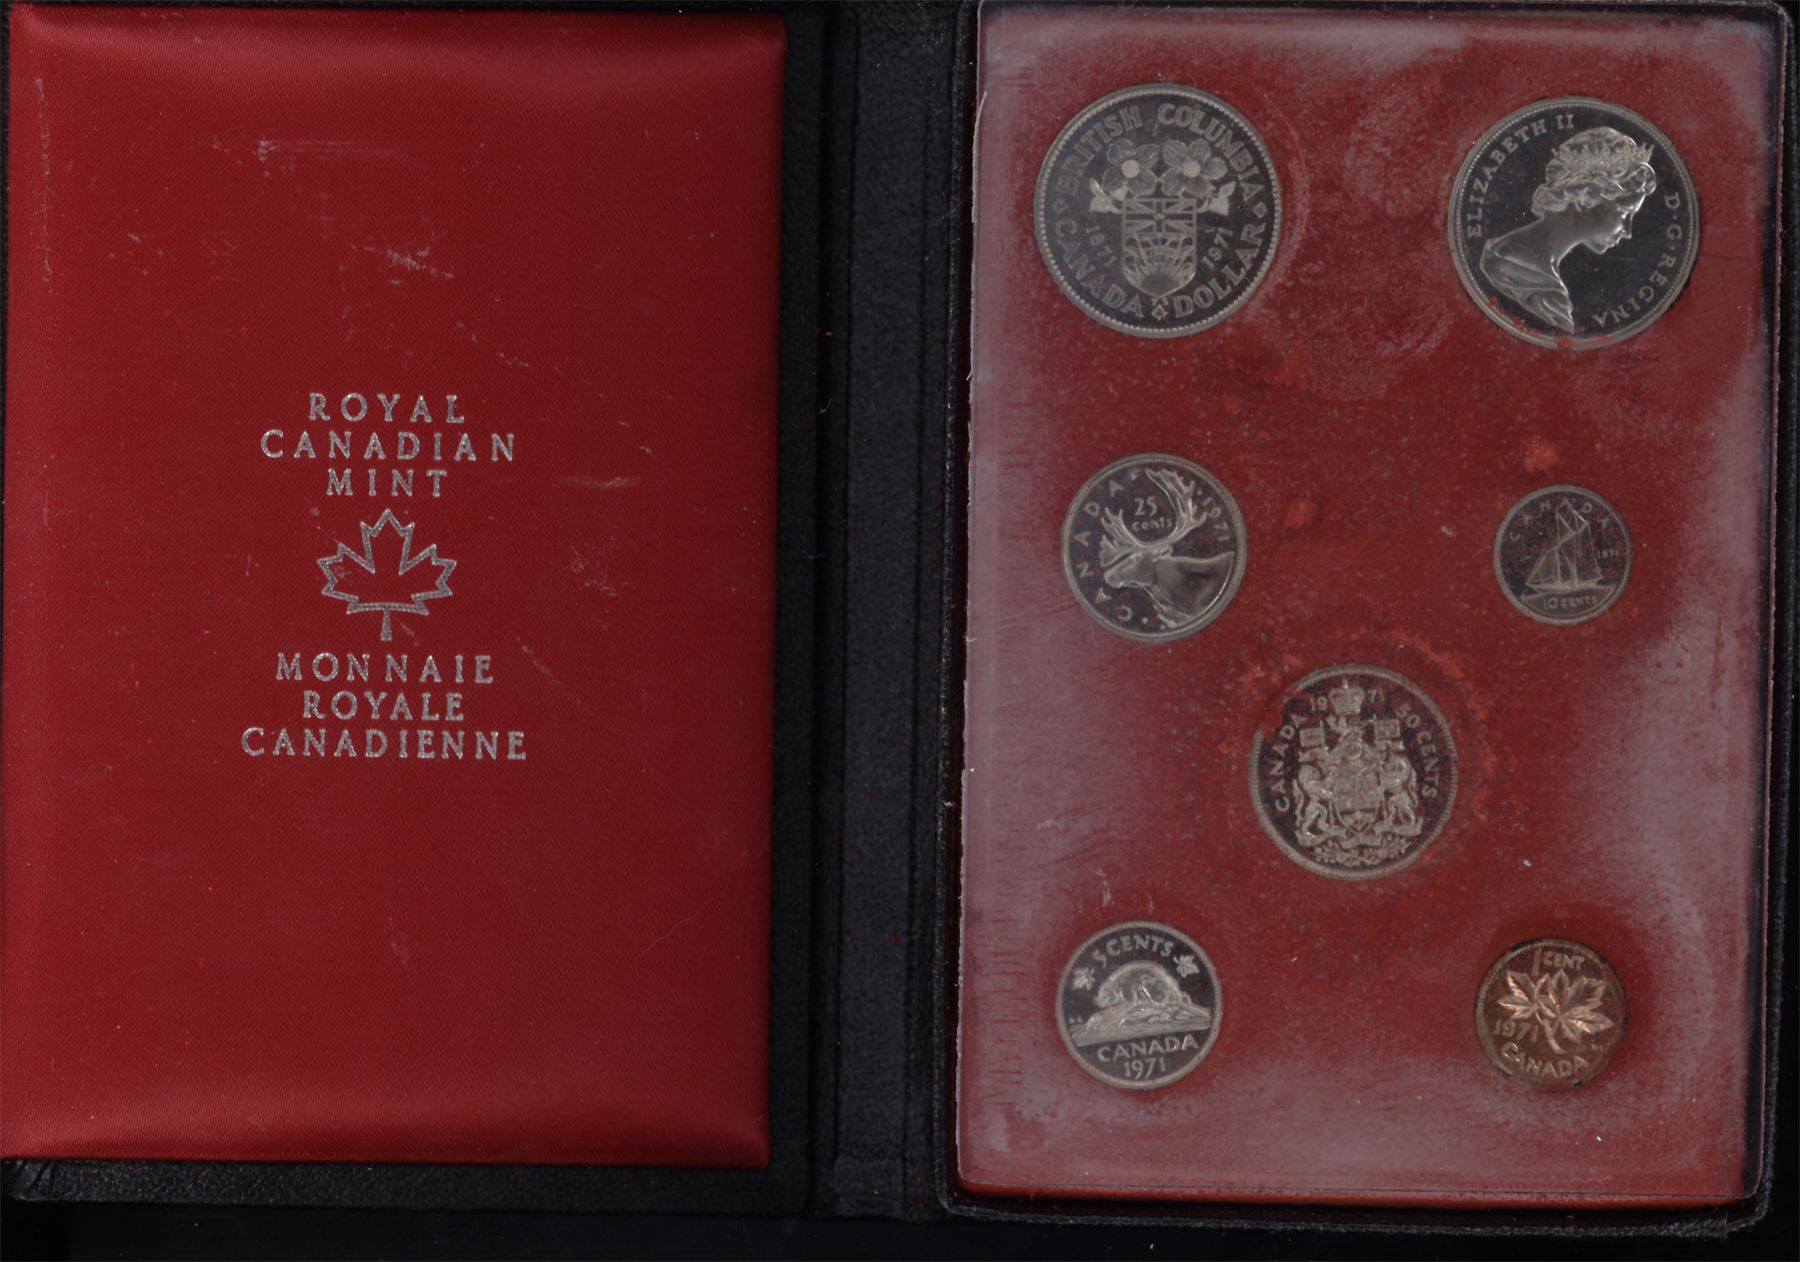 ROYAL
CANADIAN
MINT
MONNAIE
ROYALE
CANADIENNE
BRITISH COLUMBIA
1871 1971
CANADA DOLLAR
ELIZABETH II D·G·REGINA
CANADA · 1971
25
cents
CANADA
1971
10 CENTS
1971
CANADA 50 CENTS
5 CENTS
CANADA
1971
1 CENT
1971
CANADA